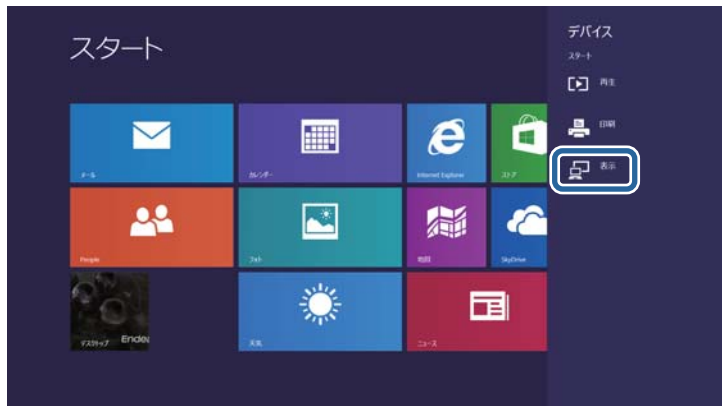 スタート
メール
カレンダー
Internet Explorer
ストア
People
フォト
地図
SkyDrive
デスクトップ
Endea
天気
ニュース
デバイス
スタート
再生
印刷
表示